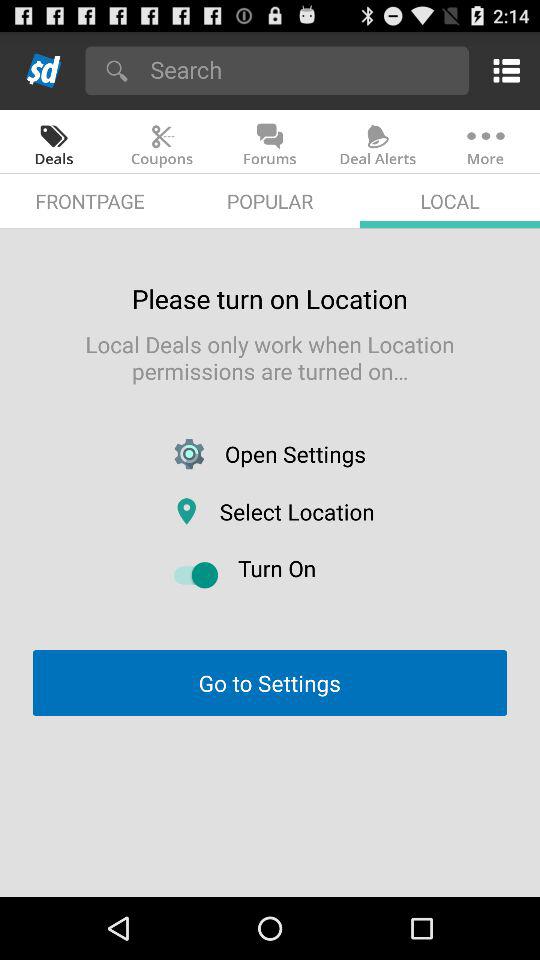 2:14
$d
Search
Deals
Coupons
Forums
Deal Alerts
More
FRONTPAGE
POPULAR
LOCAL
Please turn on Location
Local Deals only work when Location
permissions are turned on...
Open Settings
Select Location
Turn On
Go to Settings